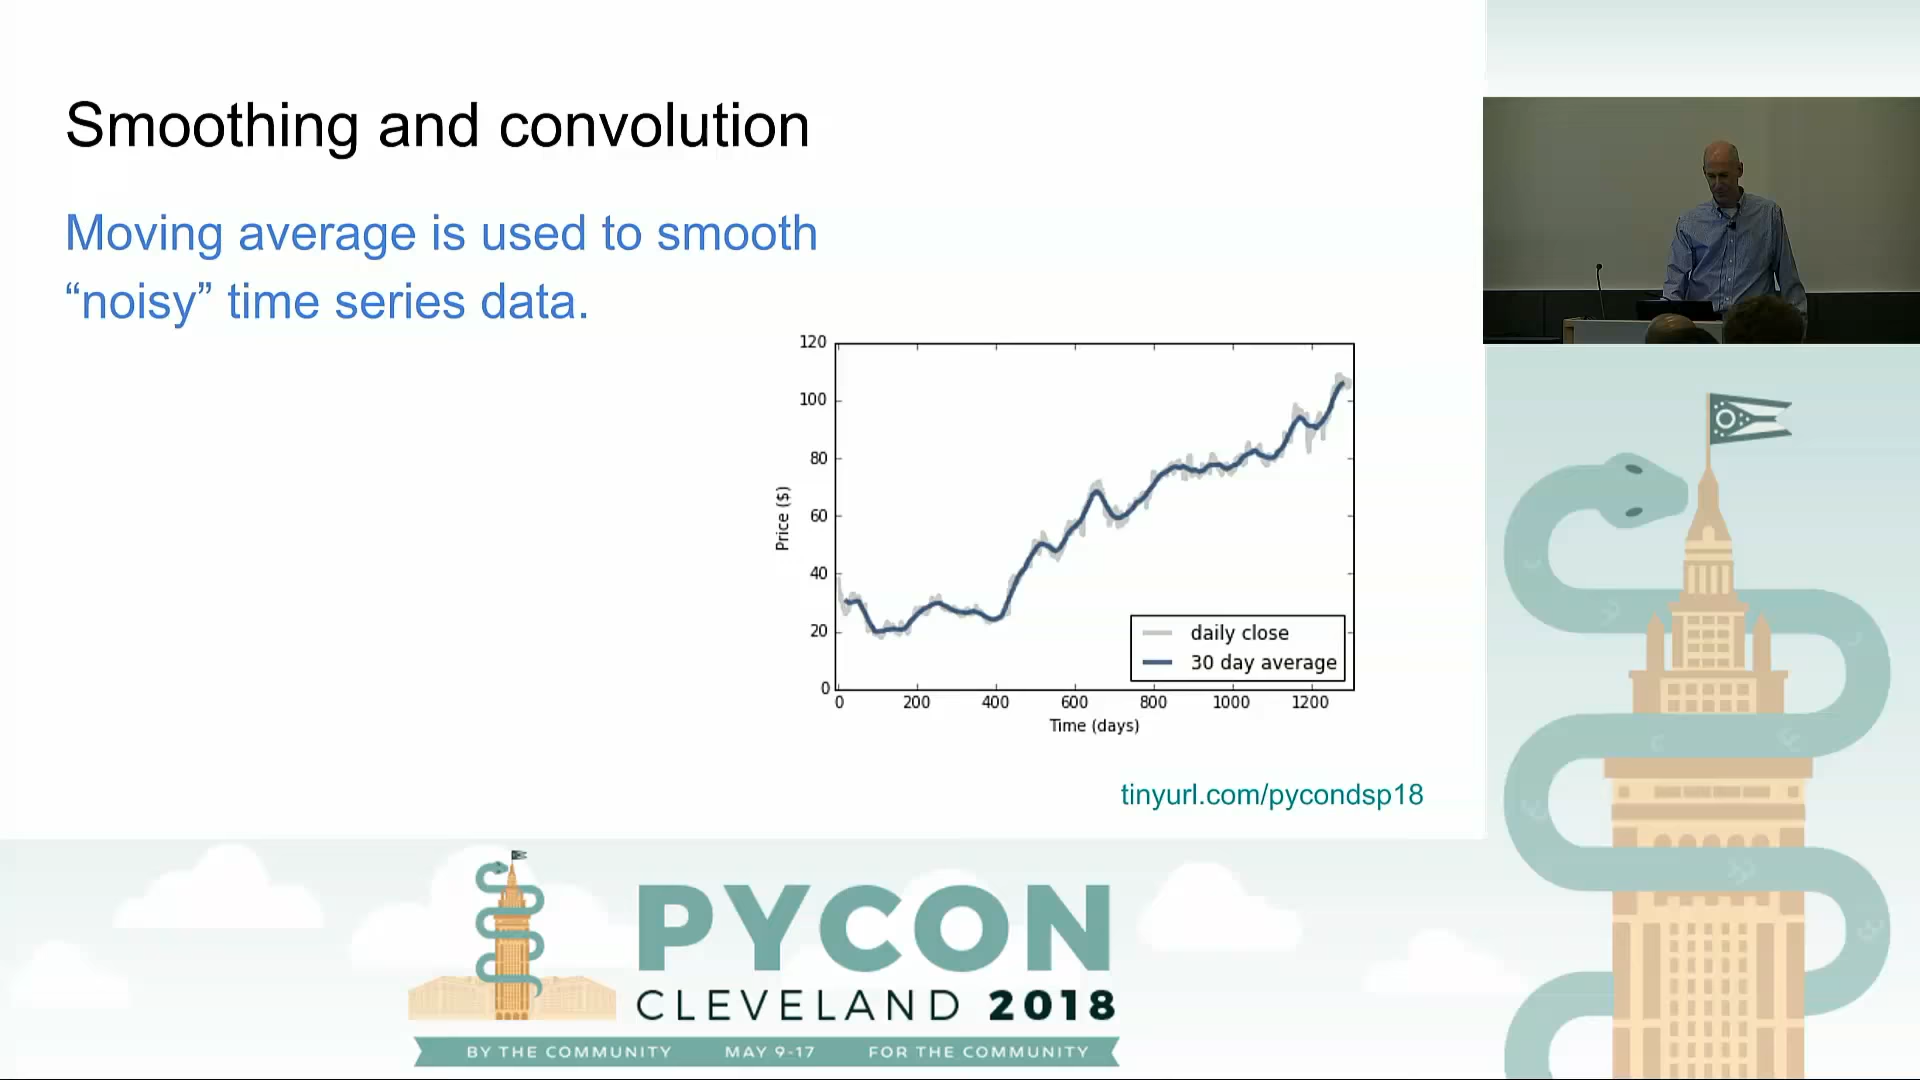 Smoothing and convolution
Moving average is used to smooth
“noisy” time series data.
120
100
80
60
40
20
0
Price ($)
0 200 400 600 800 1000 1200
Time (days)
daily close
30 day average
tinyurl.com/pycondsp18
PYCON
CLEVELAND 2018
BY THE COMMUNITY MAY 9-17 FOR THE COMMUNITY